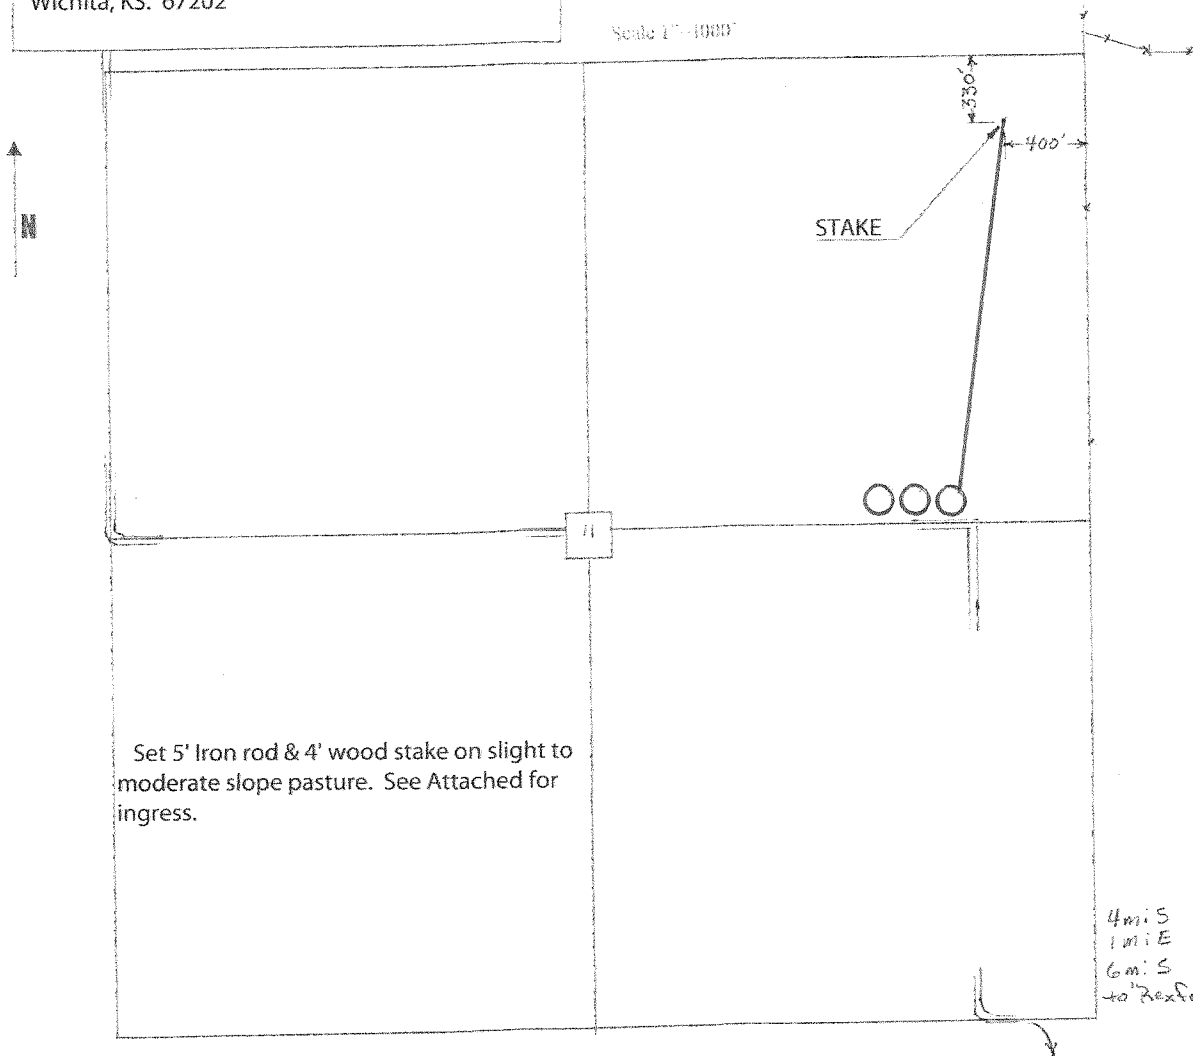 Wichita, KS. 67202
Scale 1"=1000'
330'
400'
N
STAKE
11
Set 5' Iron rod & 4' wood stake on slight to
moderate slope pasture. See Attached for
ingress.
4mi S
1mi E
6mi S
to